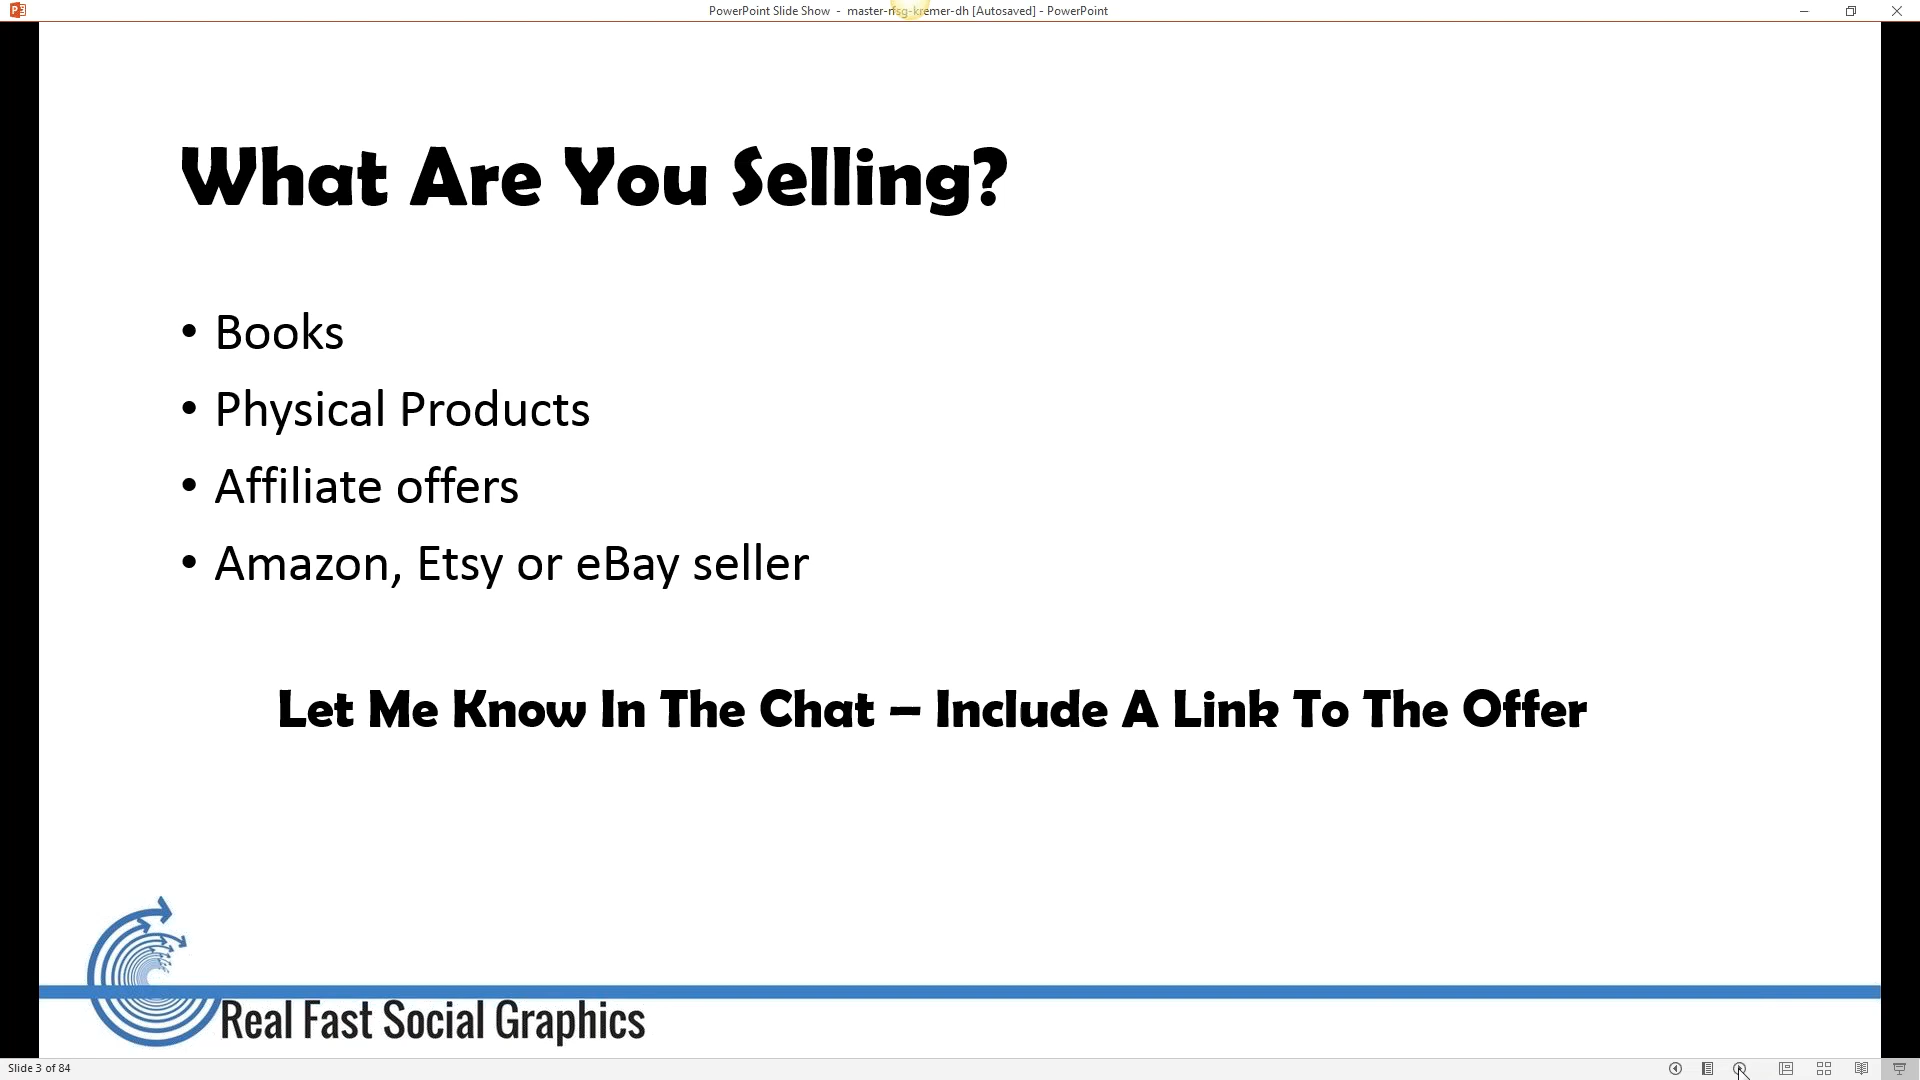 PowerPoint Slide Show - master-rfsg-kremer-dh [Autosaved] - PowerPoint
What Are You Selling?
• Books
• Physical Products
• Affiliate offers
• Amazon, Etsy or eBay seller
Let Me Know In The Chat – Include A Link To The Offer
Real Fast Social Graphics
Slide 3 of 84